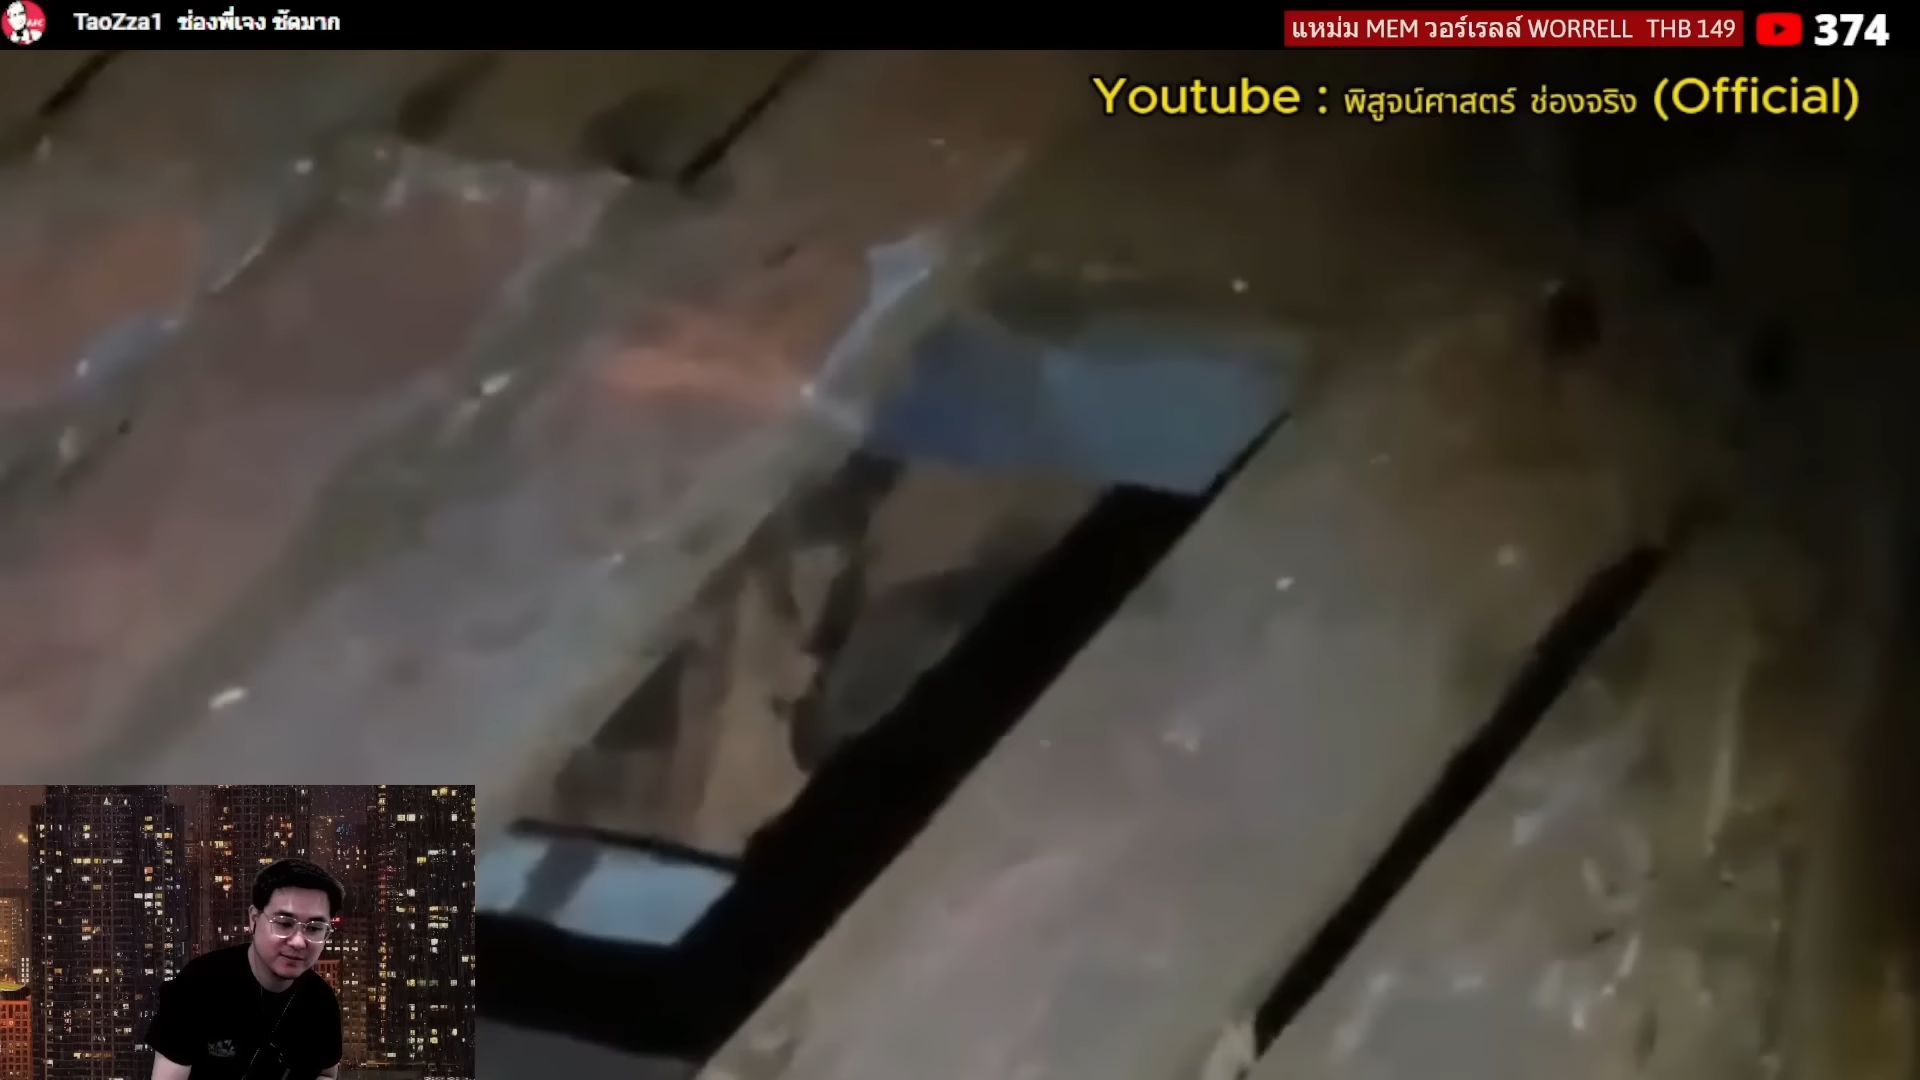 TaoZza1 ช่องพี่เจง ชัดมาก
แหม่ม MEM วอร์เรลล์ WORRELL THB 149
374
Youtube : พิสูจน์ศาสตร์ ช่องจริง (Official)